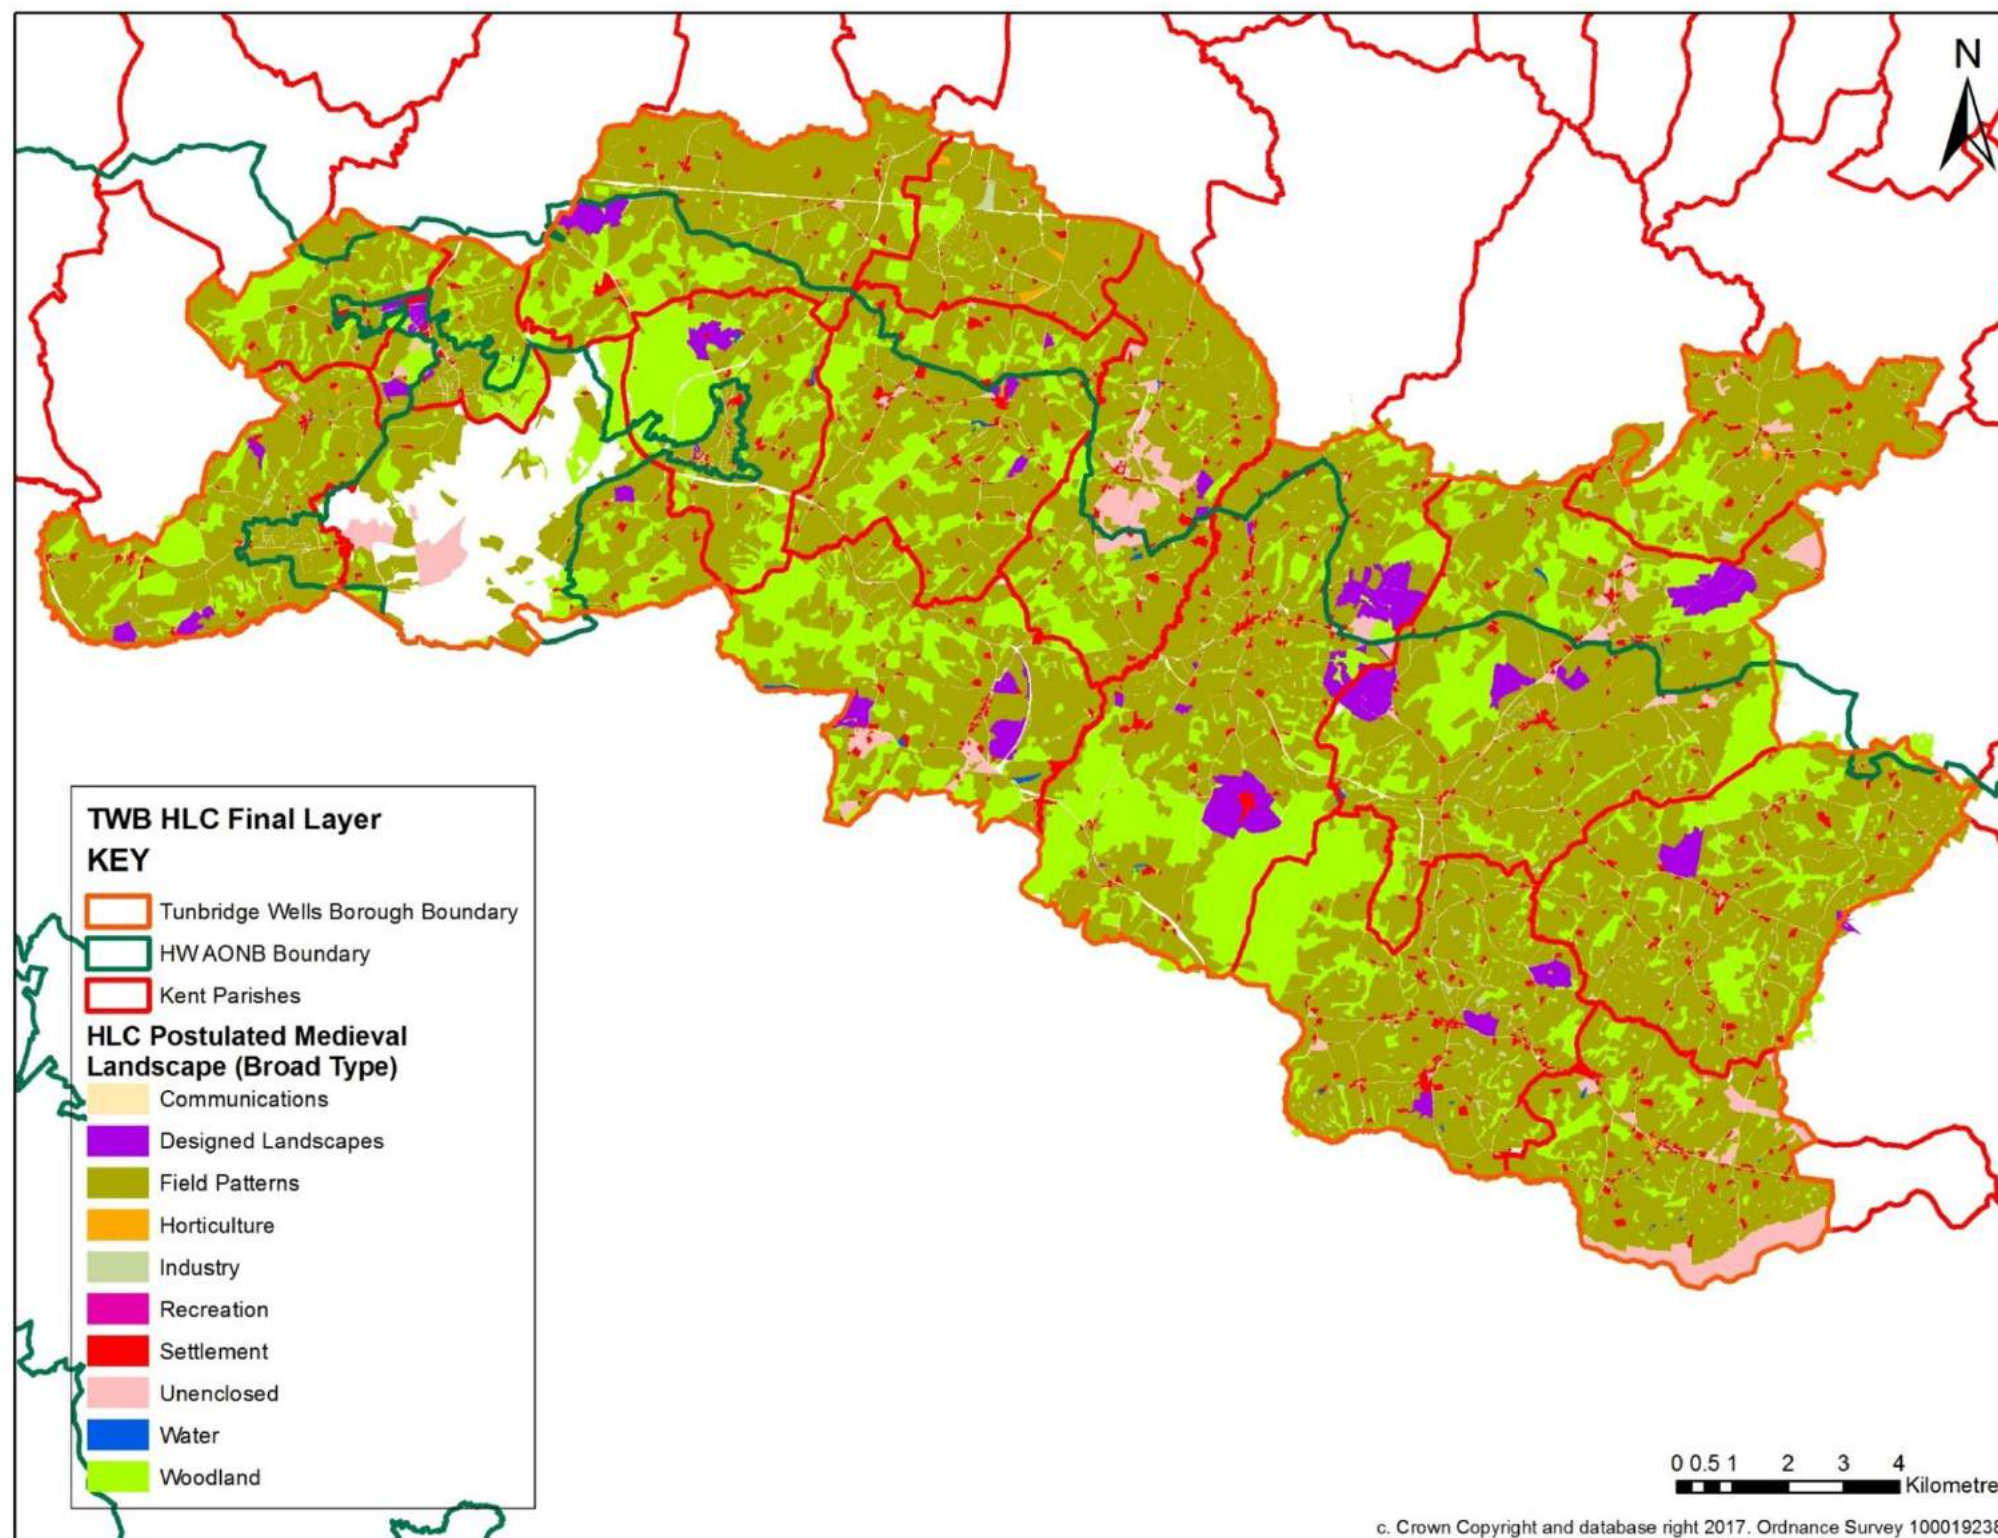 N
TWB HLC Final Layer
KEY
Tunbridge Wells Borough Boundary
HW AONB Boundary
Kent Parishes
HLC Postulated Medieval
Landscape (Broad Type)
Communications
Designed Landscapes
Field Patterns
Horticulture
Industry
Recreation
Settlement
Unenclosed
Water
Woodland
0 0.5 1 2 3 4
Kilometre
c. Crown Copyright and database right 2017. Ordnance Survey 100019238